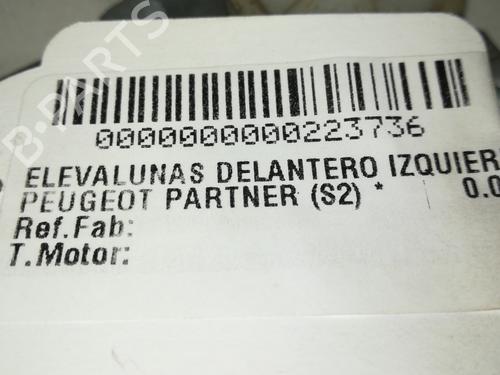 B-PARTS
0000000000223736
ELEVALUNAS DELANTERO IZQUIER
PEUGEOT PARTNER (S2) * 0.0
Ref.Fab:
T.Motor: